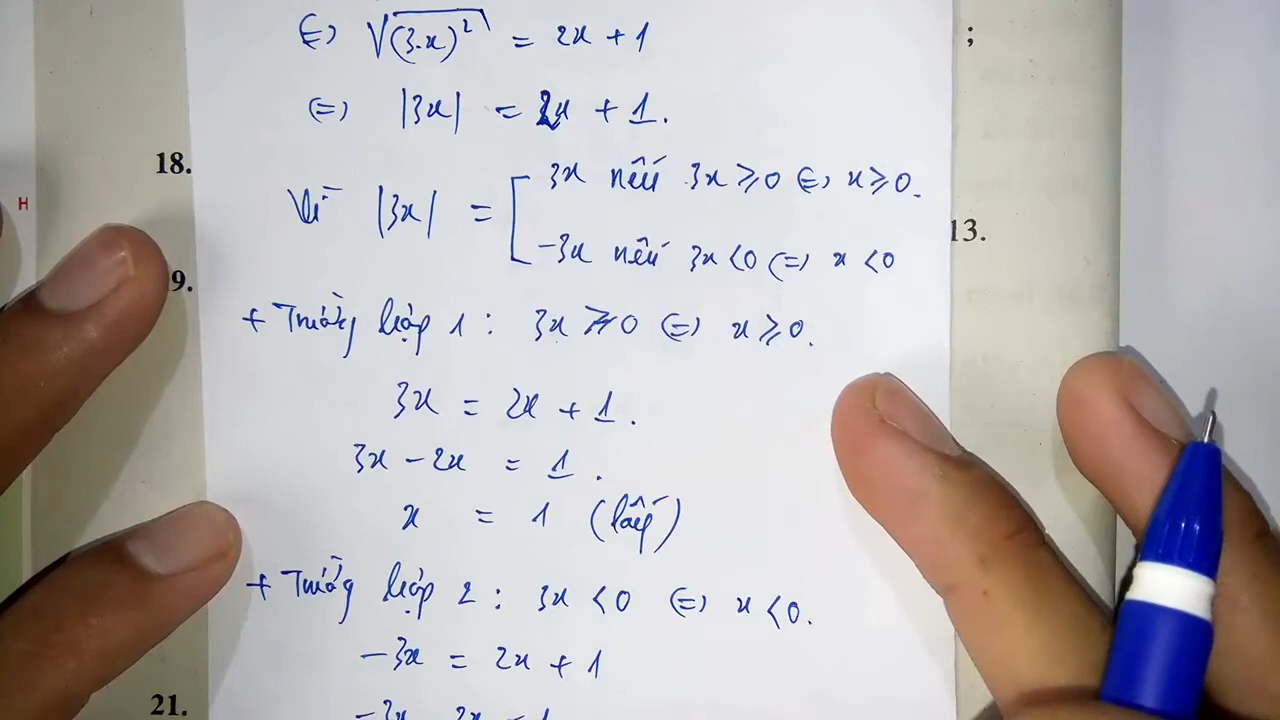 ⇔ √(3.x)² = 2x + 1
⇔ |3x| = 2x + 1.
Vì |3x| = [ 3x nếu 3x ≥ 0 ⇔ x ≥ 0.
-3x nếu 3x < 0 ⇔ x < 0
+ Trường hợp 1 : 3x ≥ 0 ⇔ x ≥ 0.
3x = 2x + 1.
3x - 2x = 1.
x = 1 (lấy)
+ Trường hợp 2 : 3x < 0 ⇔ x < 0.
-3x = 2x + 1
18.
9.
21.
;
13.
H